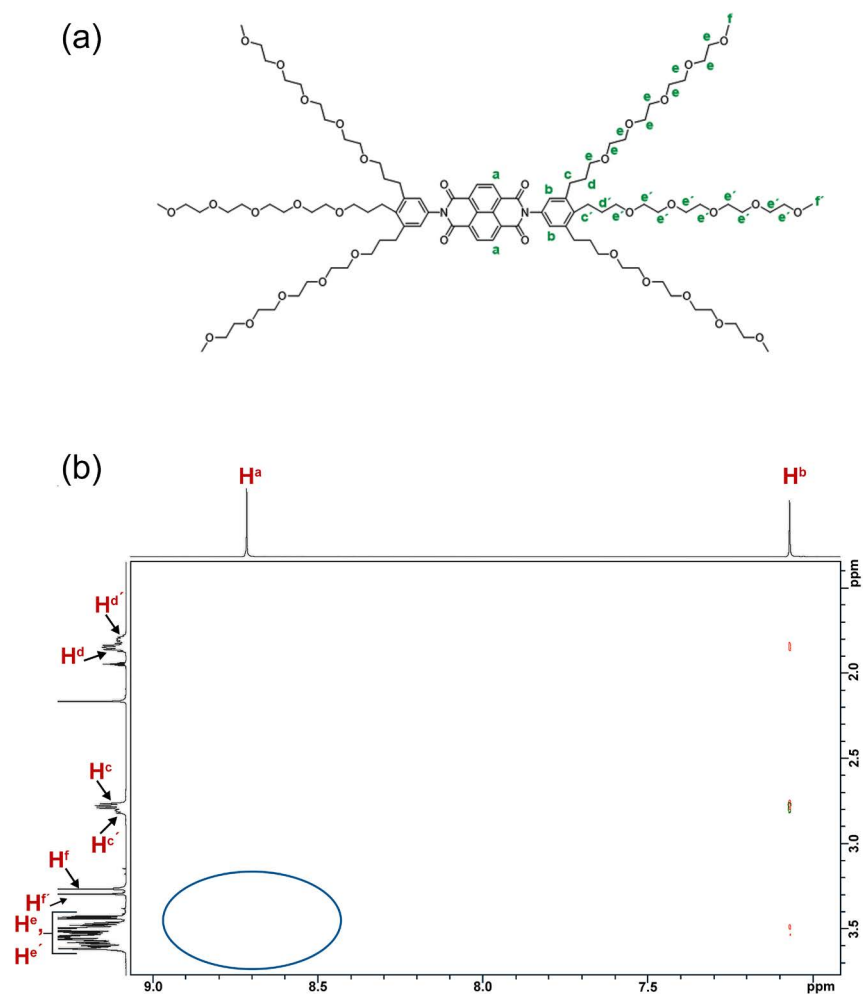 (a)
f
O e O
e
O e O e
O e O e
e
O e O e
e
O e O e
a c d
O O b O O
O O O O O N N c´ d´ e´ O e´ e´ O e´ e´ O e´ e´ O e´ e´ O f´
O O b O O
a
O O
O O
O O
O O
O O
(b)
Hᵃ Hᵇ
Hᵈ´
Hᵈ
Hᶜ
Hᶜ´
Hᶠ
Hᶠ´
Hᵉ,
Hᵉ´
ppm
2.0
2.5
3.0
3.5
9.0 8.5 8.0 7.5 ppm